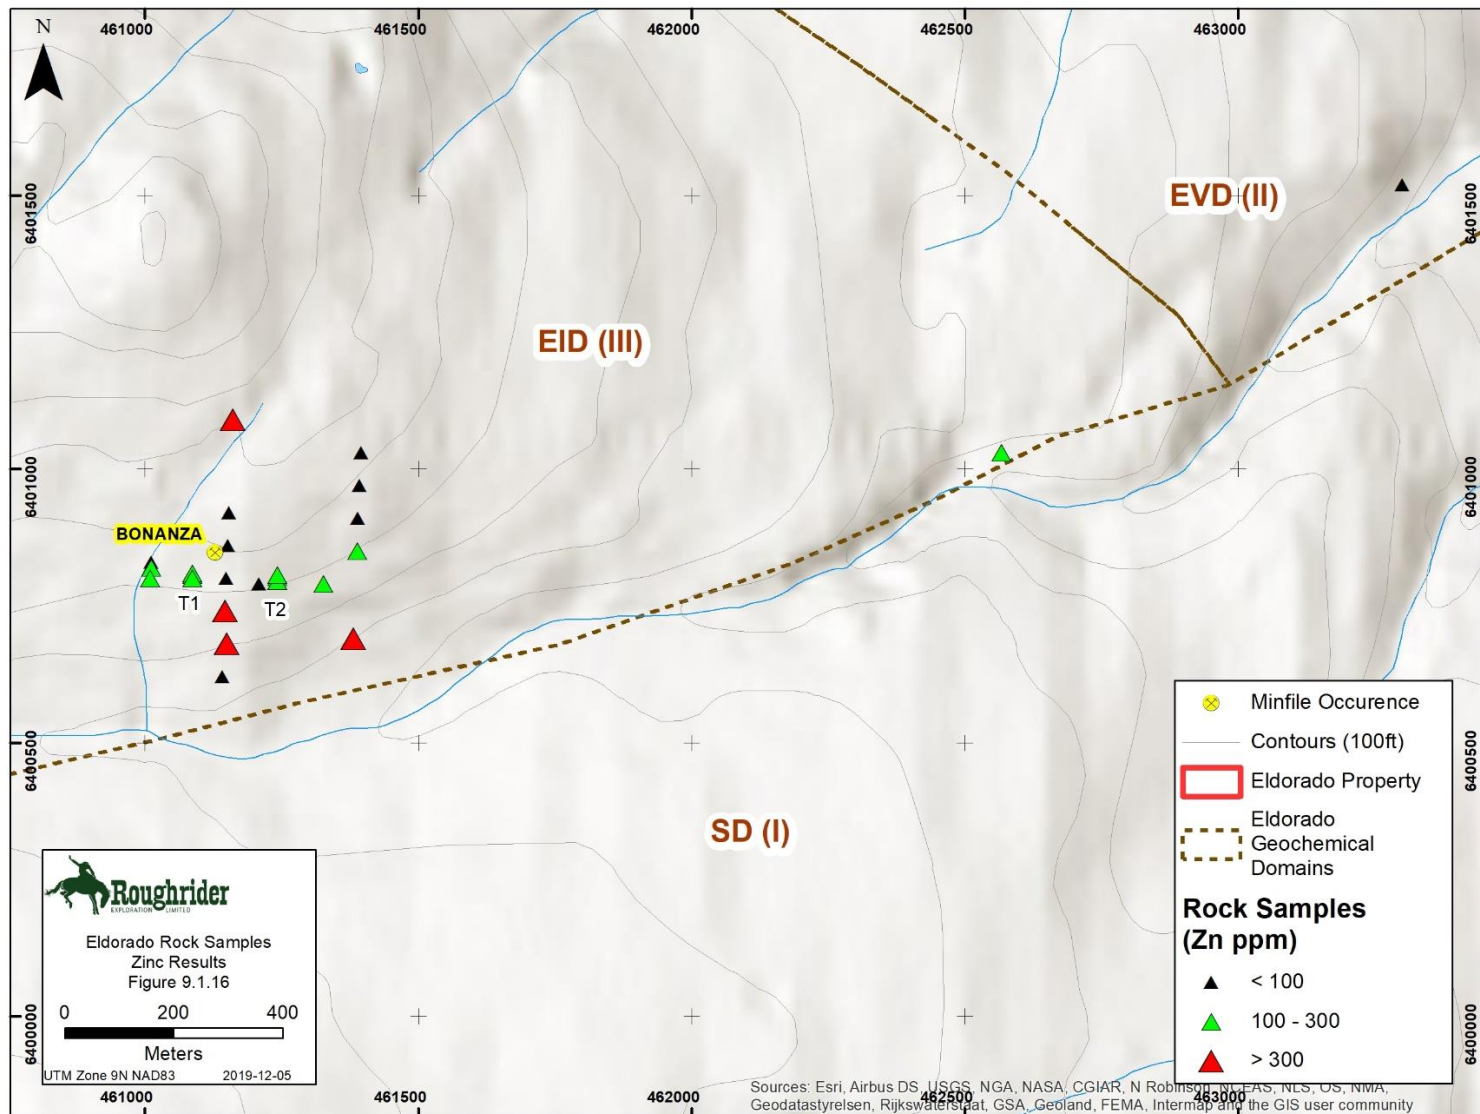 461000 461500 462000 462500 463000
N
6401500 6401500
EVD (II)
EID (III)
6401000 6401000
BONANZA
T1 T2
6400500 6400500
SD (I)
6400000 6400000
Minfile Occurence
Contours (100ft)
Eldorado Property
Eldorado
Geochemical
Domains
Rock Samples
(Zn ppm)
< 100
100 - 300
> 300
Roughrider
EXPLORATION LIMITED
Eldorado Rock Samples
Zinc Results
Figure 9.1.16
0 200 400
Meters
UTM Zone 9N NAD83 2019-12-05
Sources: Esri, Airbus DS, USGS, NGA, NASA, CGIAR, N Robinson, NCEAS, NLS, OS, NMA,
Geodatastyrelsen, Rijkswaterstaat, GSA, Geoland, FEMA, Intermap and the GIS user community
461000 461500 462000 462500 463000